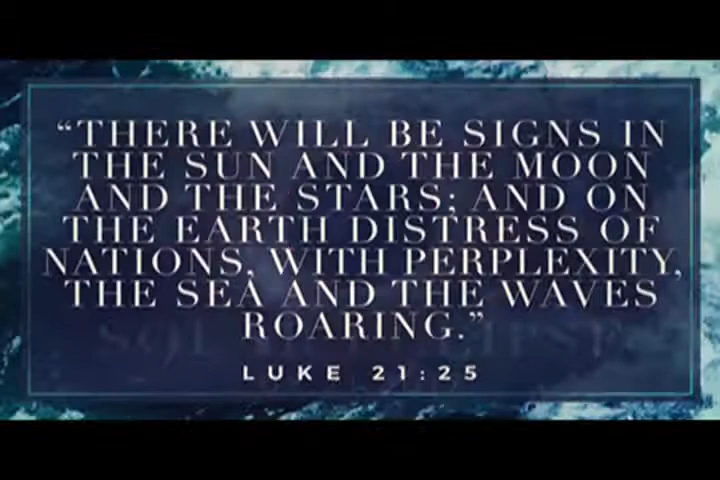 “THERE WILL BE SIGNS IN
THE SUN AND THE MOON
AND THE STARS; AND ON
THE EARTH DISTRESS OF
NATIONS, WITH PERPLEXITY,
THE SEA AND THE WAVES
ROARING.”
LUKE 21:25